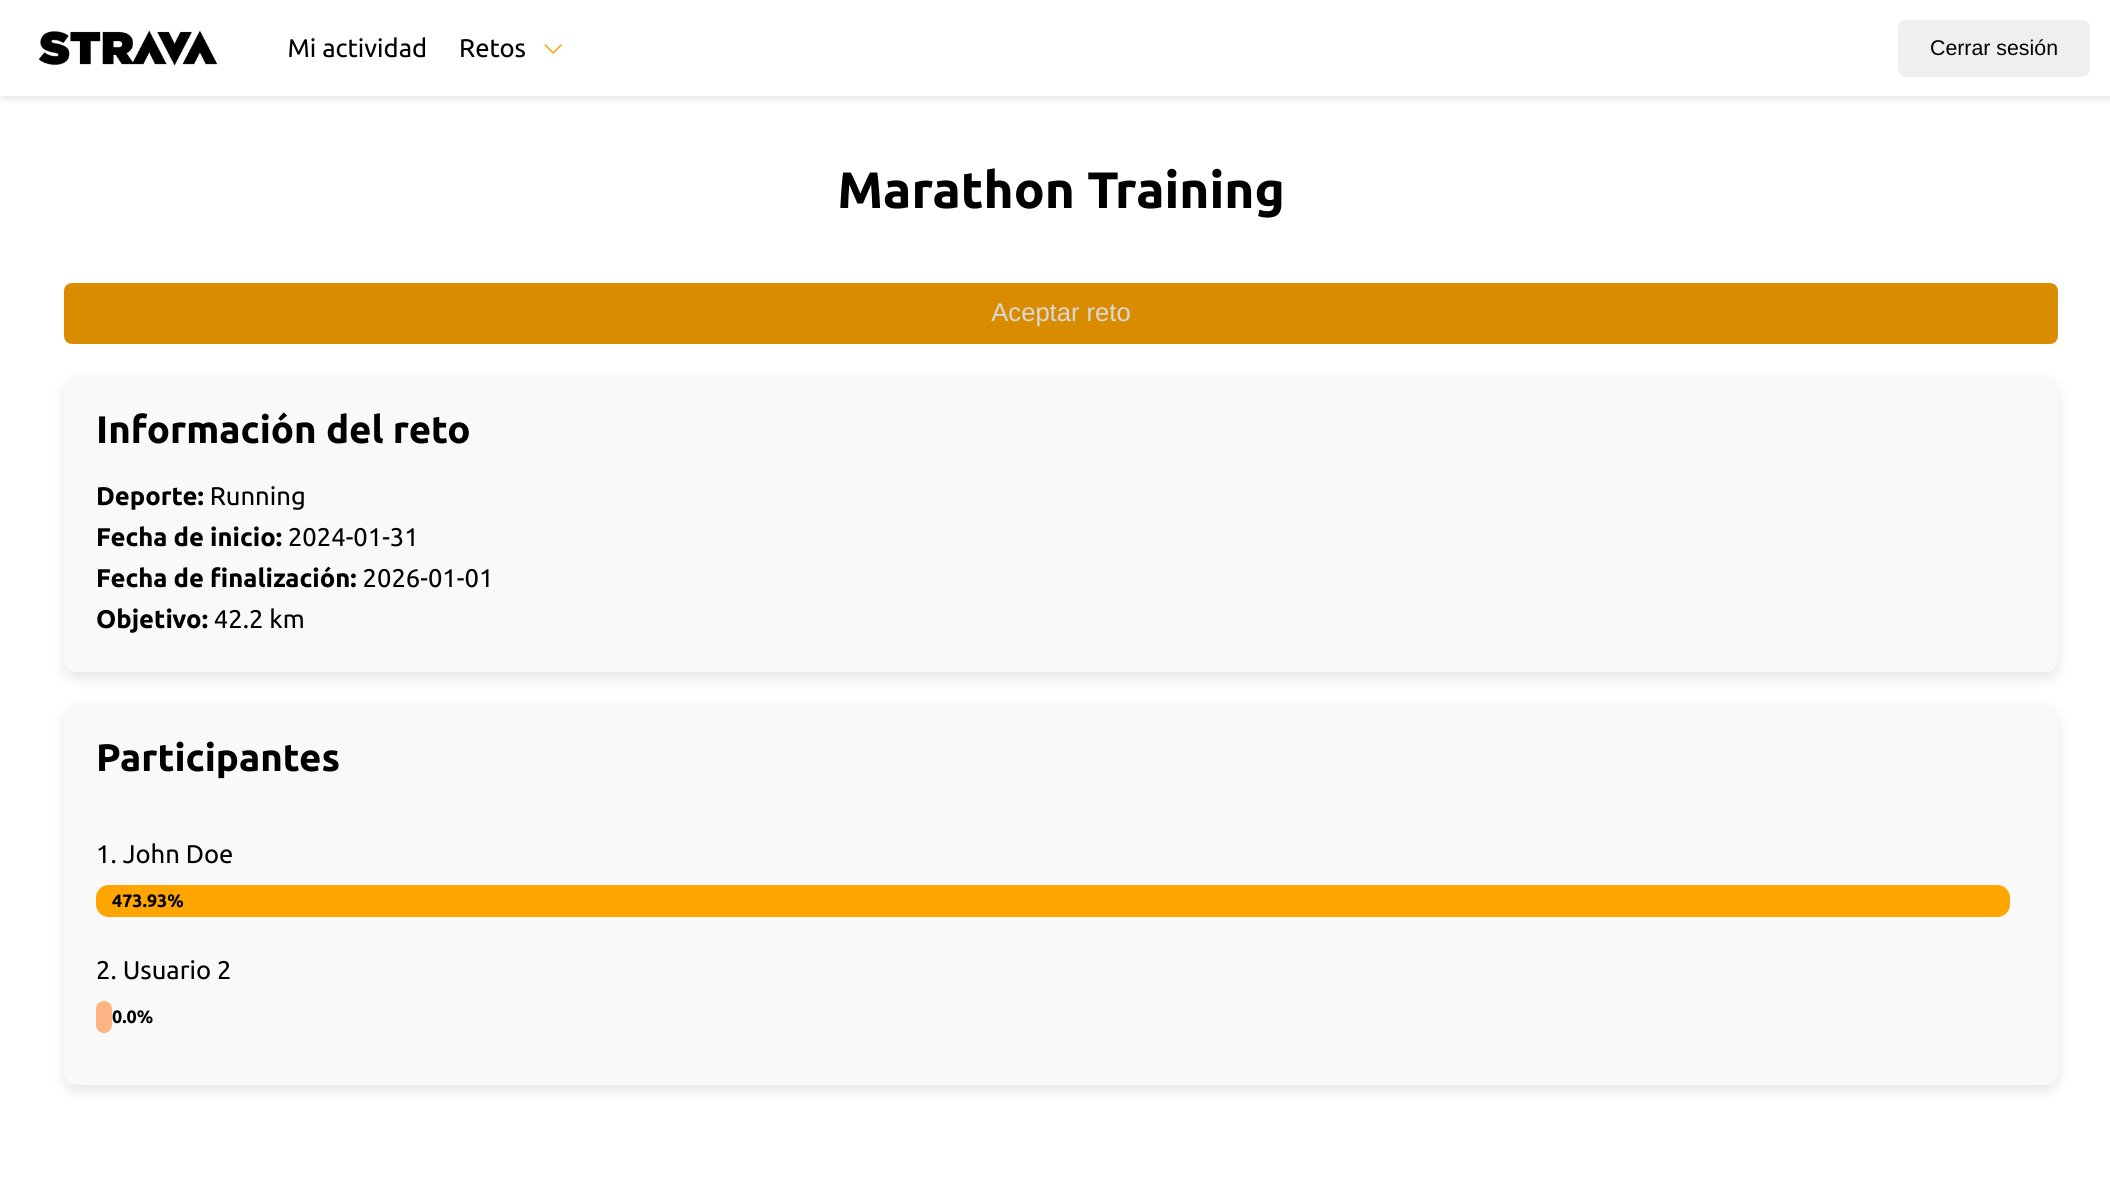 STRAVA Mi actividad Retos Cerrar sesión
Marathon Training
Aceptar reto
Información del reto
Deporte: Running
Fecha de inicio: 2024-01-31
Fecha de finalización: 2026-01-01
Objetivo: 42.2 km
Participantes
1. John Doe
473.93%
2. Usuario 2
0.0%